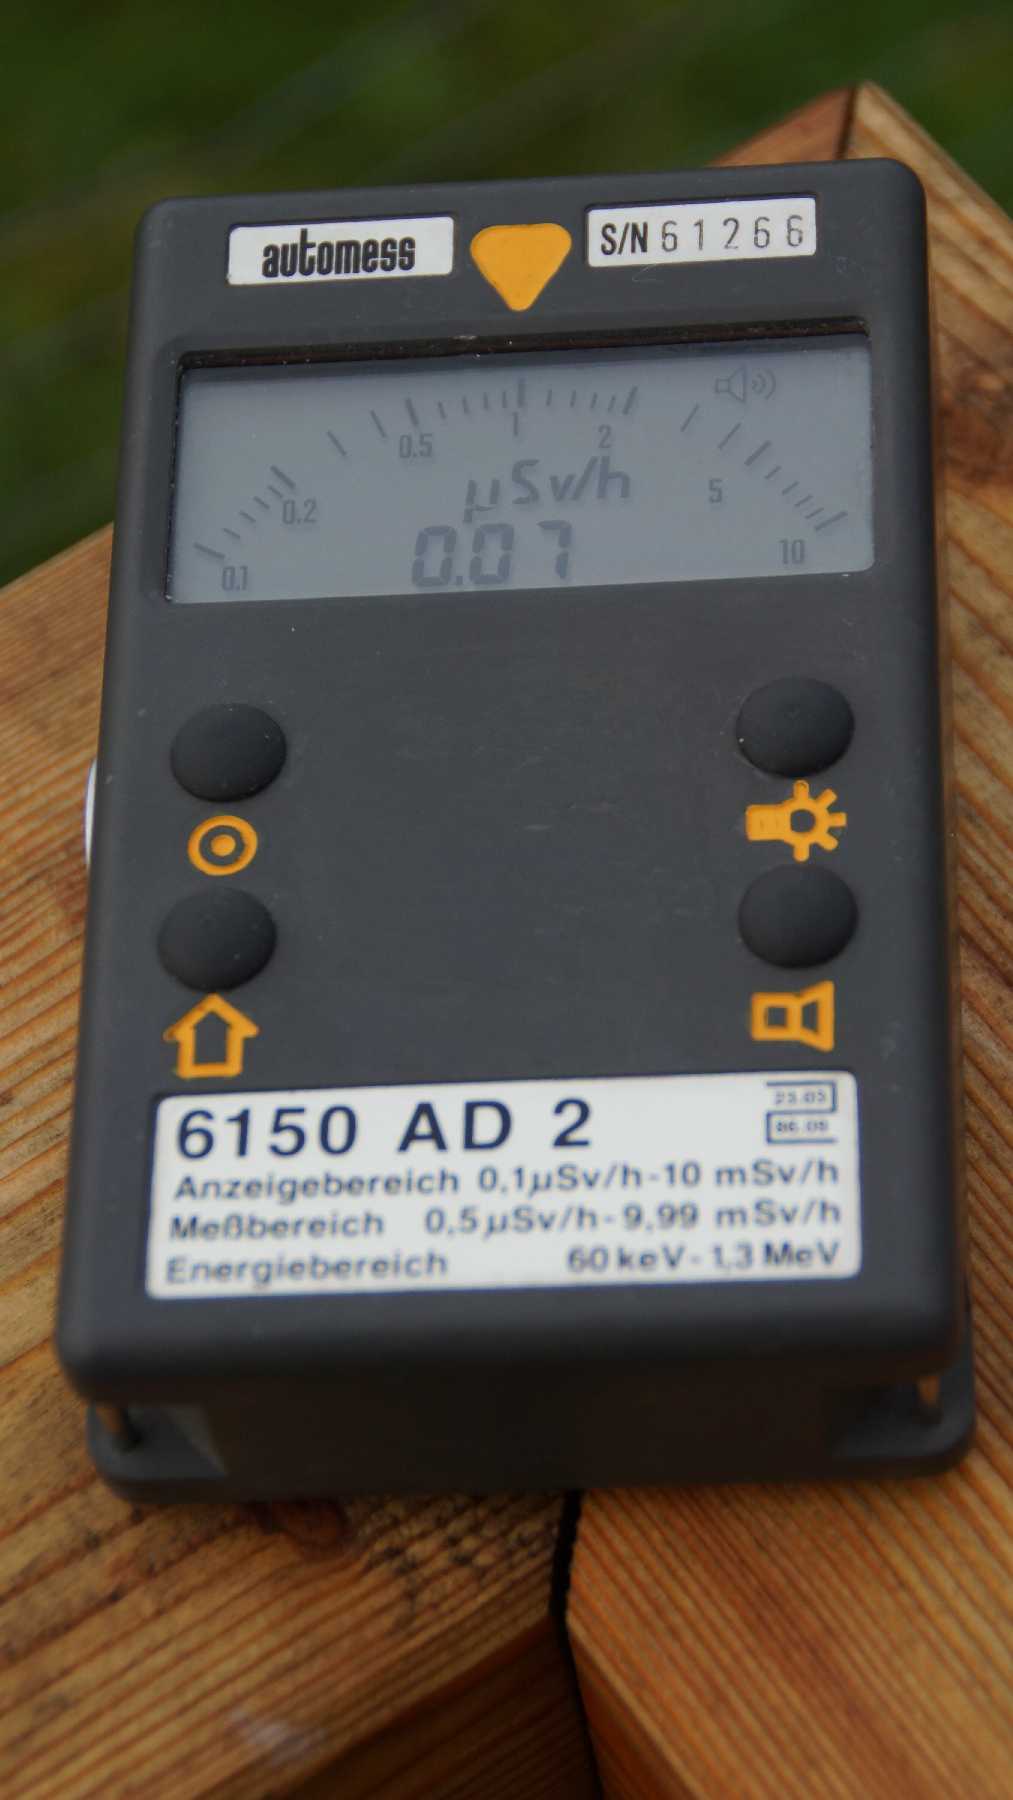 automess
S/N 61266
0.1 0.2 0.5 1 2 5 10
µSv/h
0.07
6150 AD 2
Anzeigebereich 0,1µSv/h-10 mSv/h
Meßbereich 0,5µSv/h-9,99 mSv/h
Energiebereich 60 keV-1,3 MeV